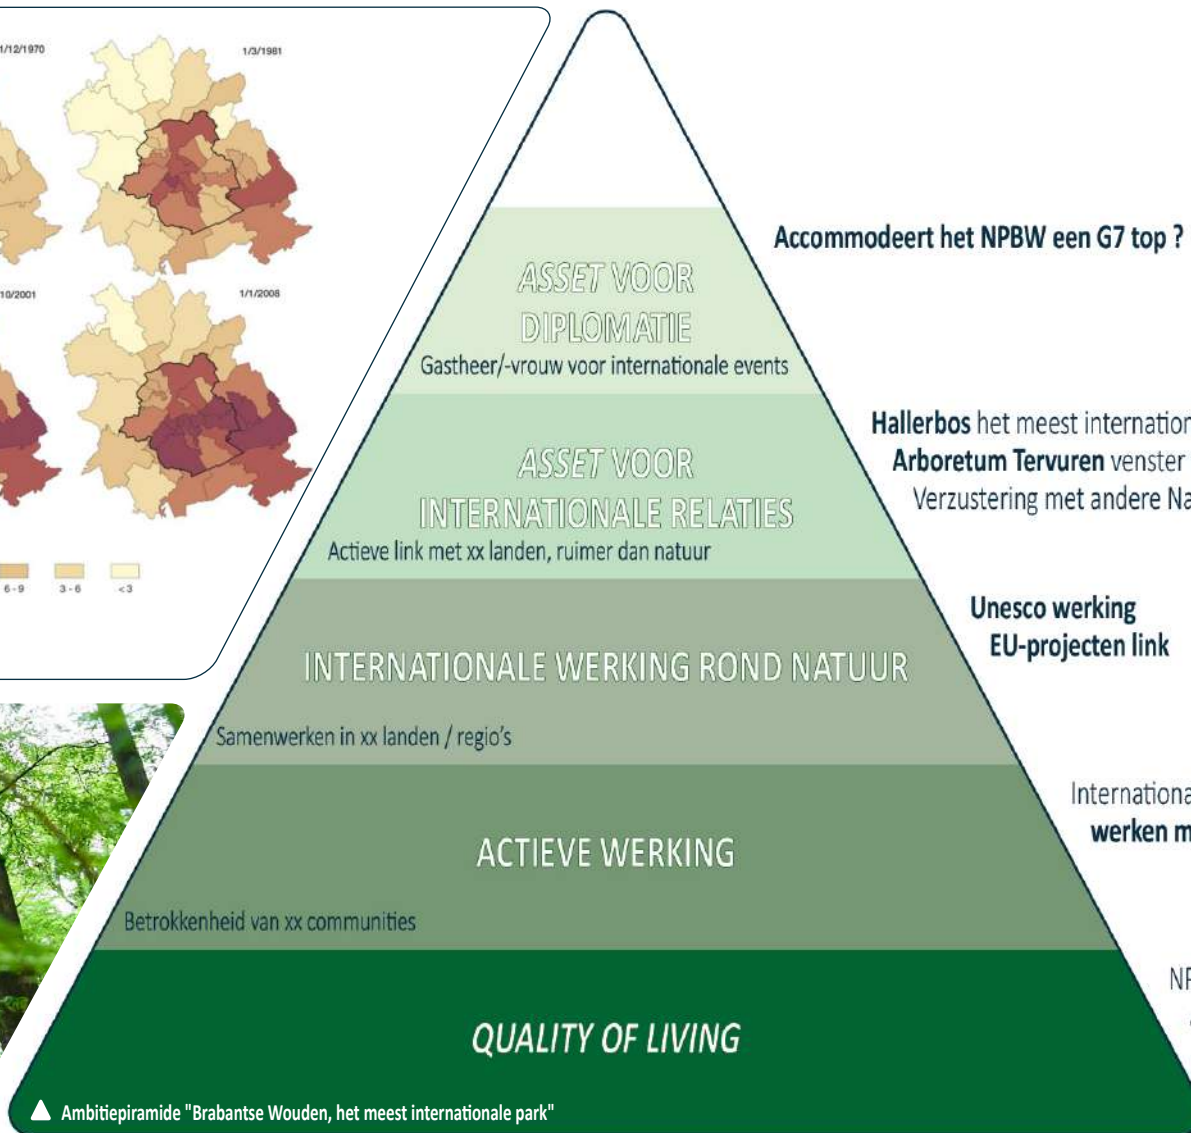 1/12/1970
1/3/1981
10/2001
1/1/2008
6 - 9
3 - 6
<3
ASSET VOOR
DIPLOMATIE
Gastheer/-vrouw voor internationale events
Accommodeert het NPBW een G7 top ?
ASSET VOOR
INTERNATIONALE RELATIES
Actieve link met xx landen, ruimer dan natuur
Hallerbos het meest internation
Arboretum Tervuren venster
Verzustering met andere Na
INTERNATIONALE WERKING ROND NATUUR
Samenwerken in xx landen / regio's
Unesco werking
EU-projecten link
ACTIEVE WERKING
Betrokkenheid van xx communities
Internationa
werken m
QUALITY OF LIVING
Ambitiepiramide "Brabantse Wouden, het meest internationale park"